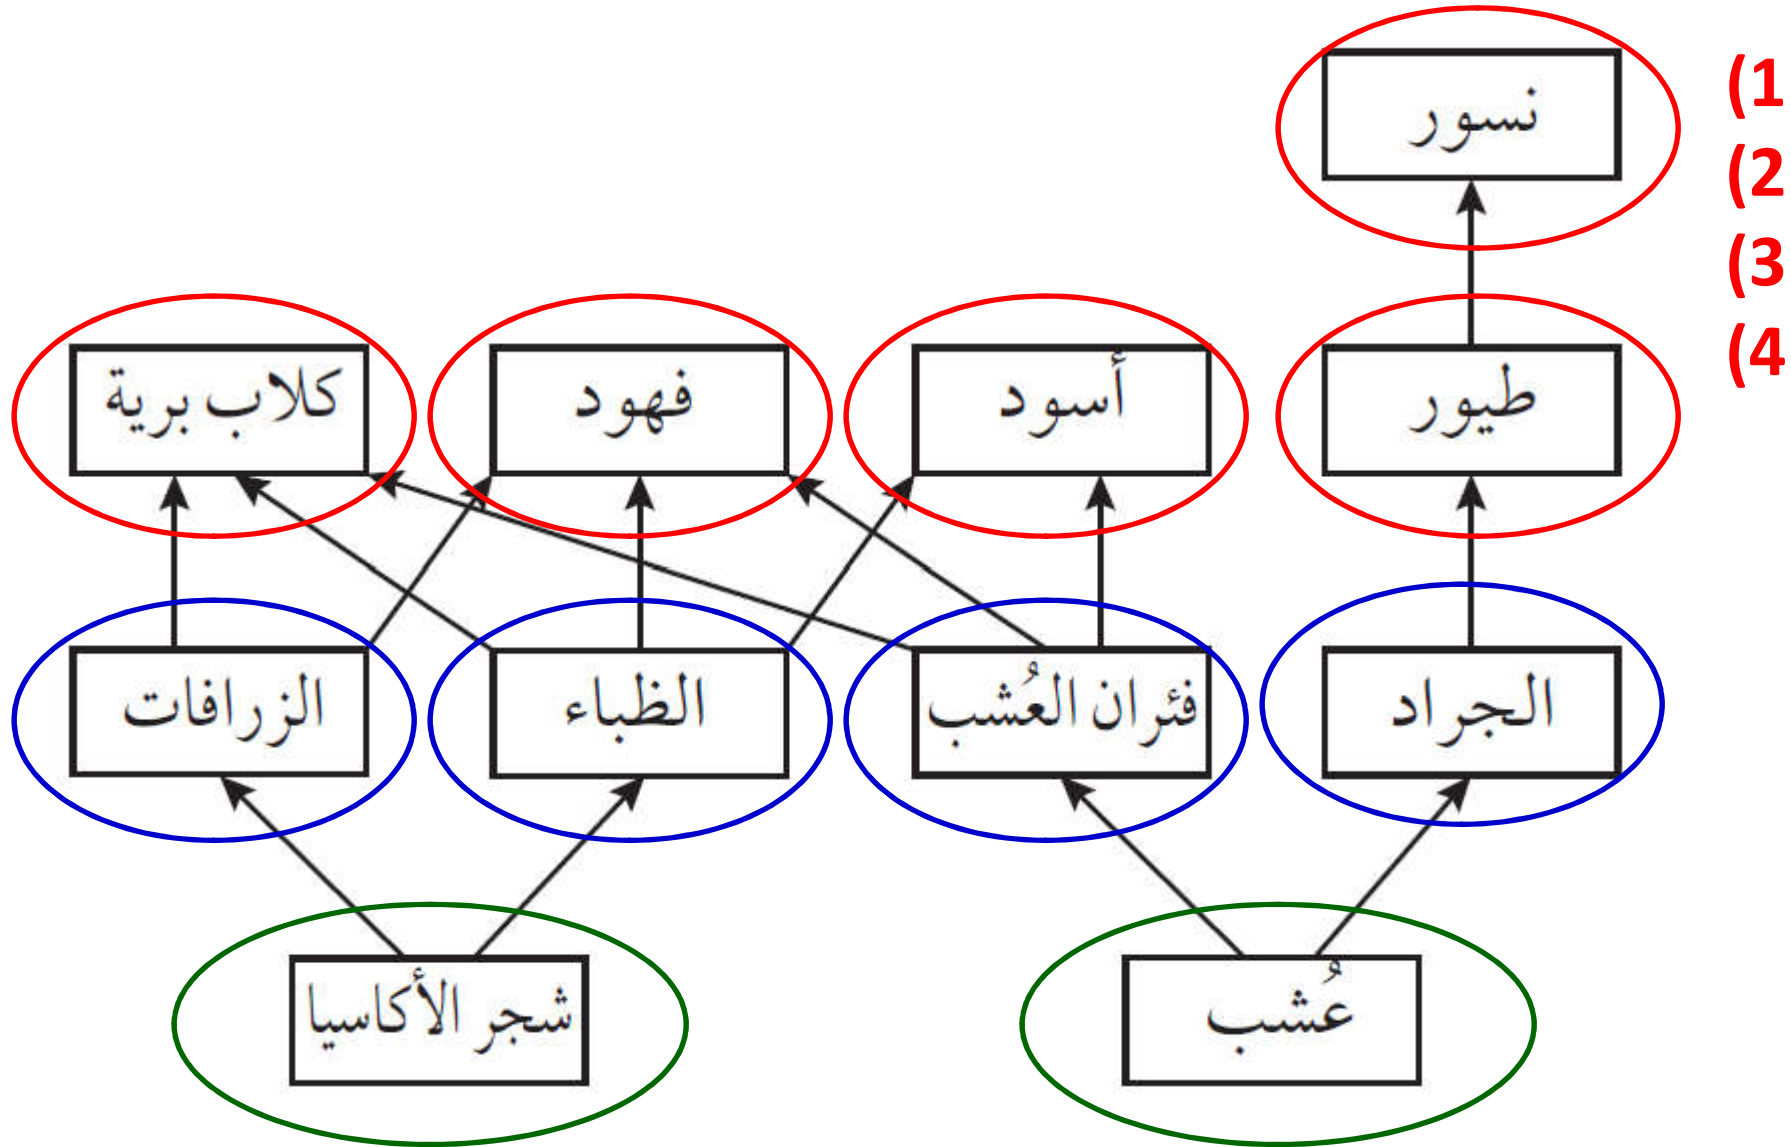 نسور
(1
(2
(3
(4
كلاب برية
فهود
أسود
طيور
الزرافات
الظباء
فئران العُشب
الجراد
شجر الأكاسيا
عُشب